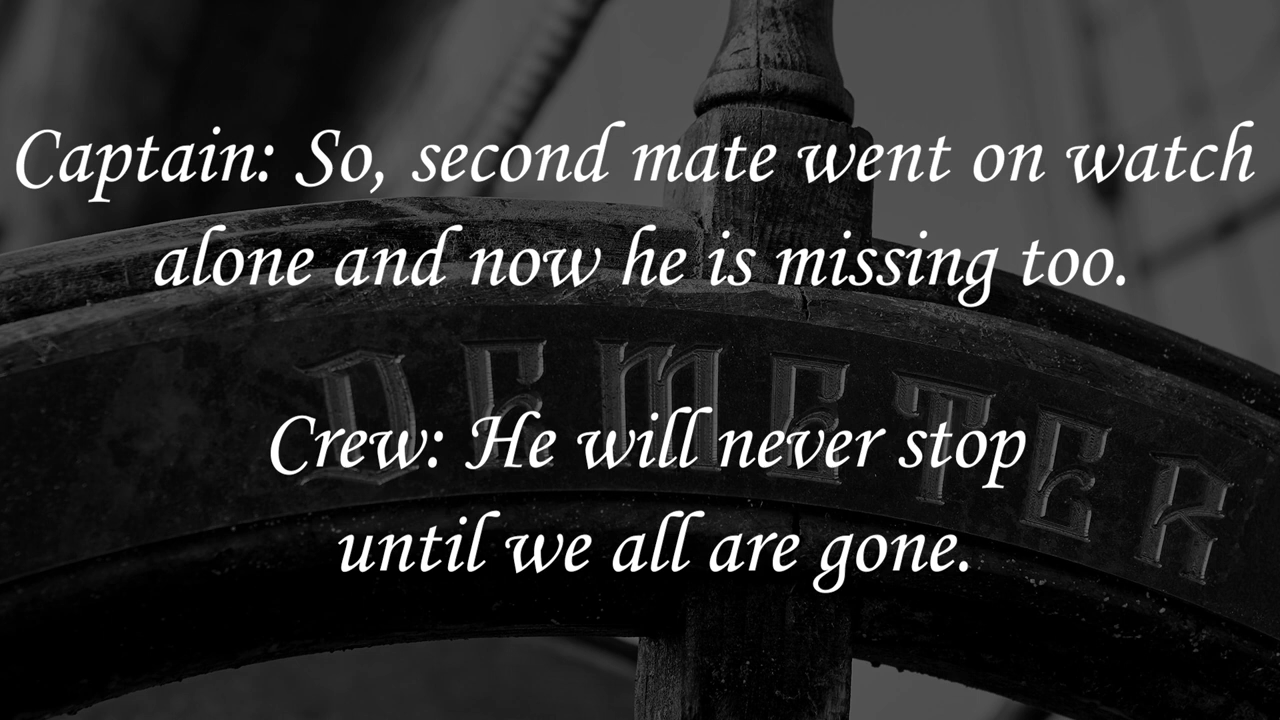 Captain: So, second mate went on watch
alone and now he is missing too.
DEMETER
Crew: He will never stop
until we all are gone.